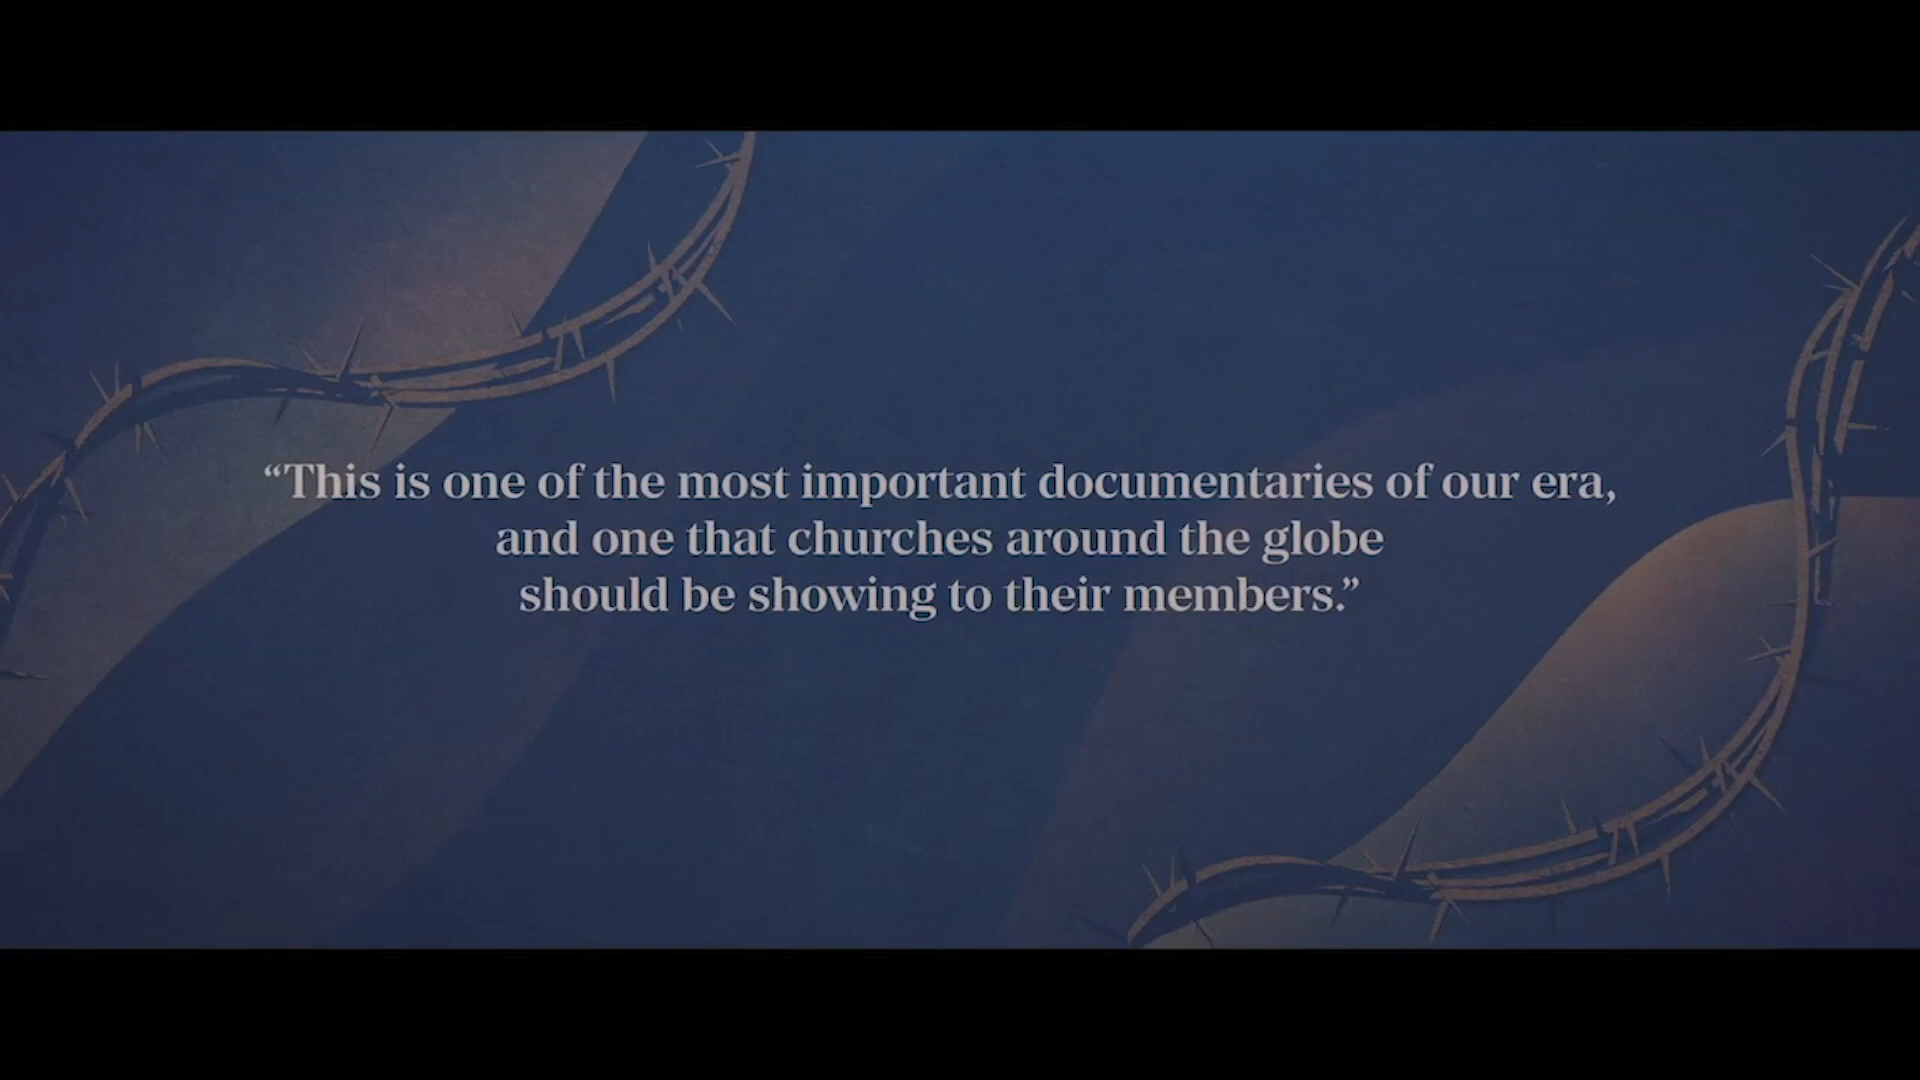 “This is one of the most important documentaries of our era,
and one that churches around the globe
should be showing to their members.”